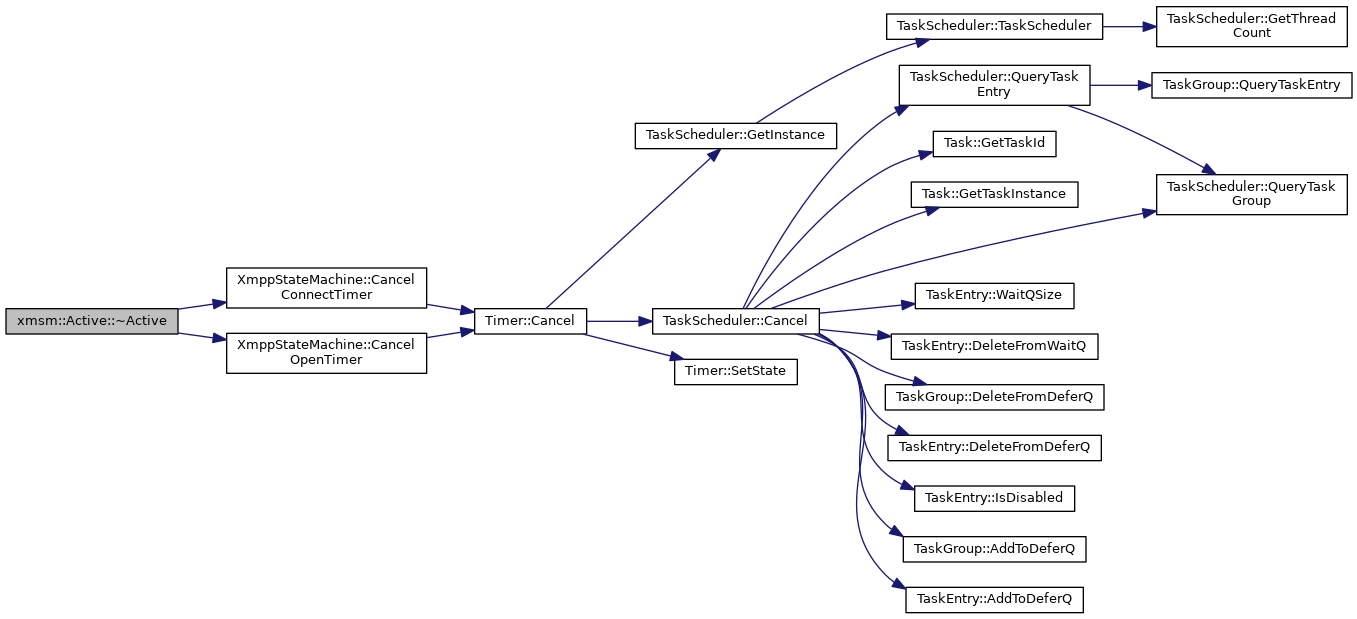 xmsm::Active::~Active
XmppStateMachine::Cancel
ConnectTimer
XmppStateMachine::Cancel
OpenTimer
Timer::Cancel
TaskScheduler::GetInstance
TaskScheduler::Cancel
Timer::SetState
TaskScheduler::TaskScheduler
TaskScheduler::QueryTask
Entry
Task::GetTaskId
Task::GetTaskInstance
TaskEntry::WaitQSize
TaskEntry::DeleteFromWaitQ
TaskGroup::DeleteFromDeferQ
TaskEntry::DeleteFromDeferQ
TaskEntry::IsDisabled
TaskGroup::AddToDeferQ
TaskEntry::AddToDeferQ
TaskScheduler::GetThread
Count
TaskGroup::QueryTaskEntry
TaskScheduler::QueryTask
Group